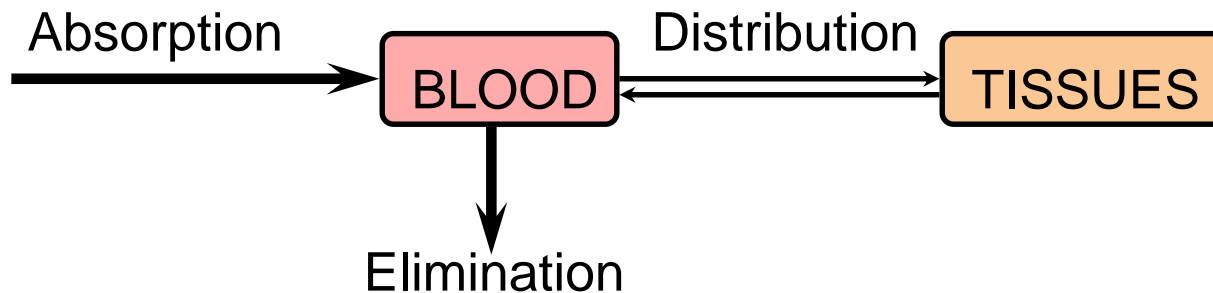 Absorption
Distribution
BLOOD
TISSUES
Elimination